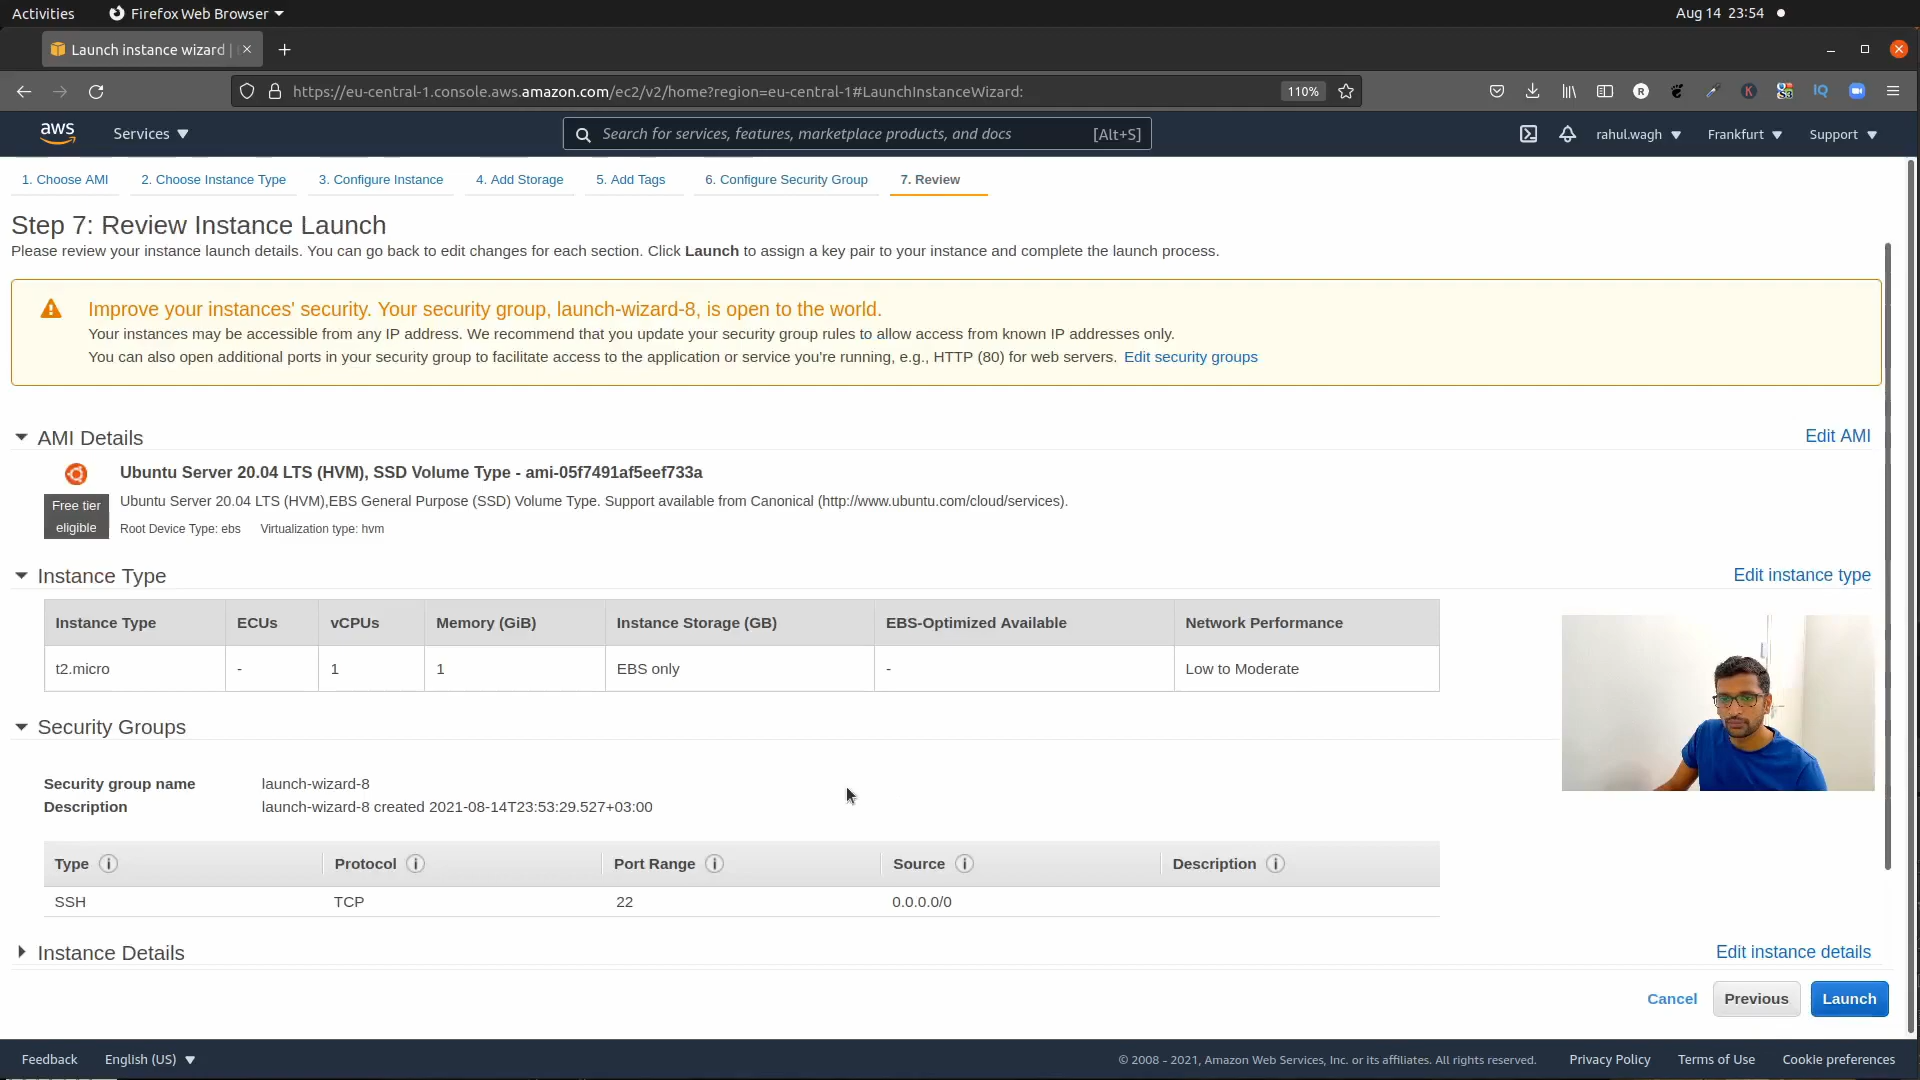 Activities
Firefox Web Browser
Aug 14 23:54
Launch instance wizard |
https://eu-central-1.console.aws.amazon.com/ec2/v2/home?region=eu-central-1#LaunchInstanceWizard:
110%
R
K
IQ
aws
Services
Search for services, features, marketplace products, and docs
[Alt+S]
rahul.wagh
Frankfurt
Support
1. Choose AMI
2. Choose Instance Type
3. Configure Instance
4. Add Storage
5. Add Tags
6. Configure Security Group
7. Review
Step 7: Review Instance Launch
Please review your instance launch details. You can go back to edit changes for each section. Click Launch to assign a key pair to your instance and complete the launch process.
Improve your instances' security. Your security group, launch-wizard-8, is open to the world.
Your instances may be accessible from any IP address. We recommend that you update your security group rules to allow access from known IP addresses only.
You can also open additional ports in your security group to facilitate access to the application or service you're running, e.g., HTTP (80) for web servers. Edit security groups
AMI Details
Edit AMI
Ubuntu Server 20.04 LTS (HVM), SSD Volume Type - ami-05f7491af5eef733a
Free tier
eligible
Ubuntu Server 20.04 LTS (HVM),EBS General Purpose (SSD) Volume Type. Support available from Canonical (http://www.ubuntu.com/cloud/services).
Root Device Type: ebs Virtualization type: hvm
Instance Type
Edit instance type
Instance Type ECUs vCPUs Memory (GiB) Instance Storage (GB) EBS-Optimized Available Network Performance
t2.micro - 1 1 EBS only - Low to Moderate
Security Groups
Security group name launch-wizard-8
Description launch-wizard-8 created 2021-08-14T23:53:29.527+03:00
Type Protocol Port Range Source Description
SSH TCP 22 0.0.0.0/0
Instance Details
Edit instance details
Cancel
Previous
Launch
Feedback
English (US)
© 2008 - 2021, Amazon Web Services, Inc. or its affiliates. All rights reserved.
Privacy Policy
Terms of Use
Cookie preferences